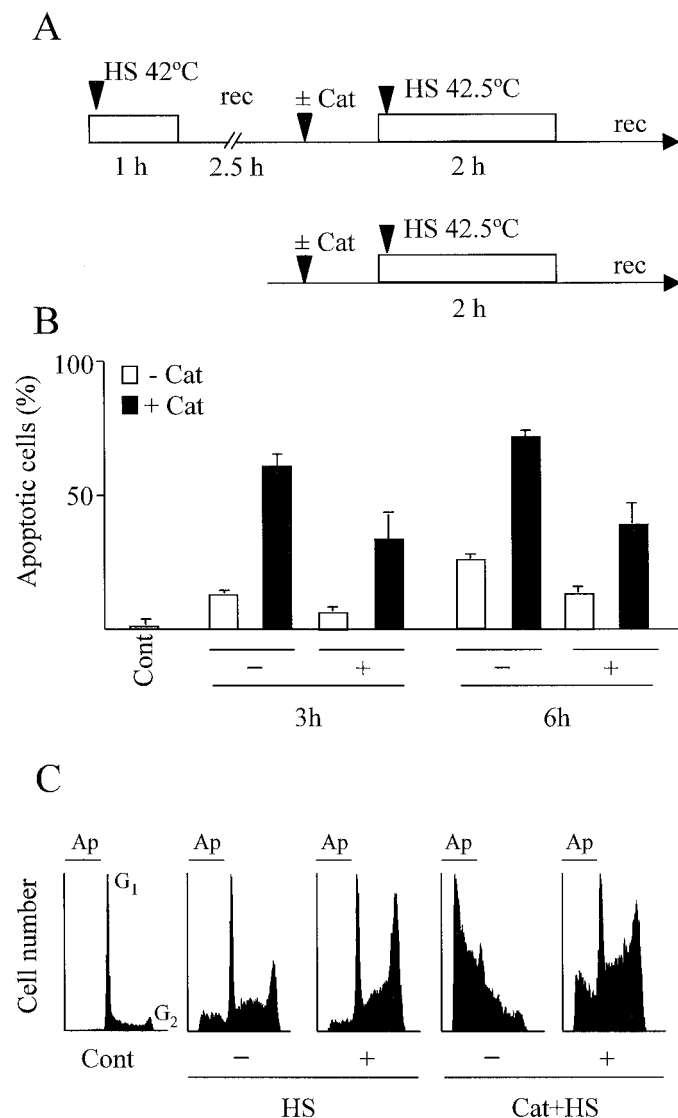 A
HS 42ºC
rec
± Cat
HS 42.5ºC
rec
1 h
2.5 h
2 h
± Cat
HS 42.5ºC
rec
2 h
B
100
50
Apoptotic cells (%)
- Cat
+ Cat
Cont
− + − +
3h 6h
C
Ap Ap Ap Ap Ap
Cell number
G1
G2
Cont
− + − +
HS Cat+HS